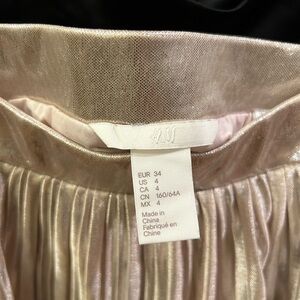 H&M
EUR 34
US 4
CA 4
CN 160/64A
MX 4
Made in
China
Fabriqué en
Chine